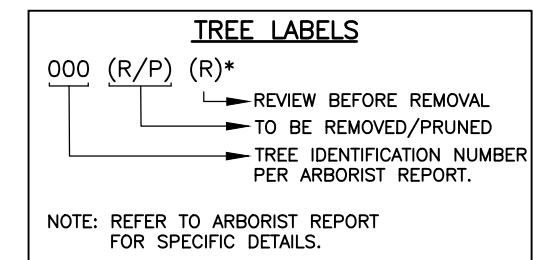 TREE LABELS
000 (R/P) (R)*
REVIEW BEFORE REMOVAL
TO BE REMOVED/PRUNED
TREE IDENTIFICATION NUMBER
PER ARBORIST REPORT.
NOTE: REFER TO ARBORIST REPORT
FOR SPECIFIC DETAILS.